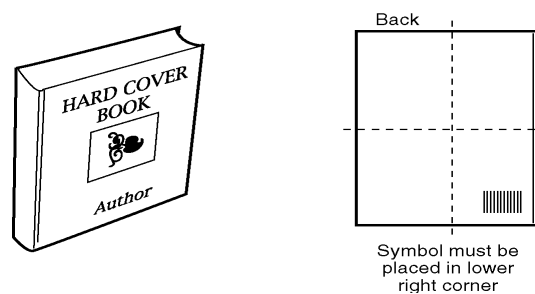 HARD COVER
BOOK
Author
Back
Symbol must be
placed in lower
right corner